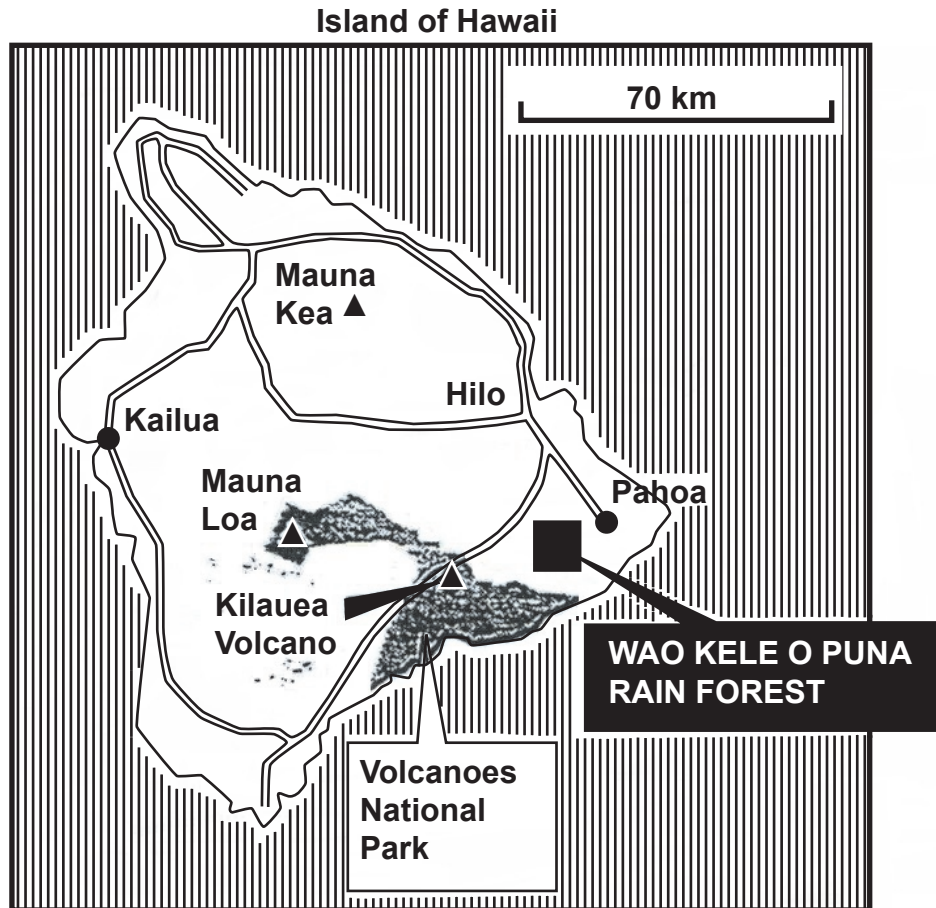 Island of Hawaii
70 km
Mauna
Kea
Hilo
Kailua
Mauna
Loa
Pahoa
Kilauea
Volcano
WAO KELE O PUNA
RAIN FOREST
Volcanoes
National
Park